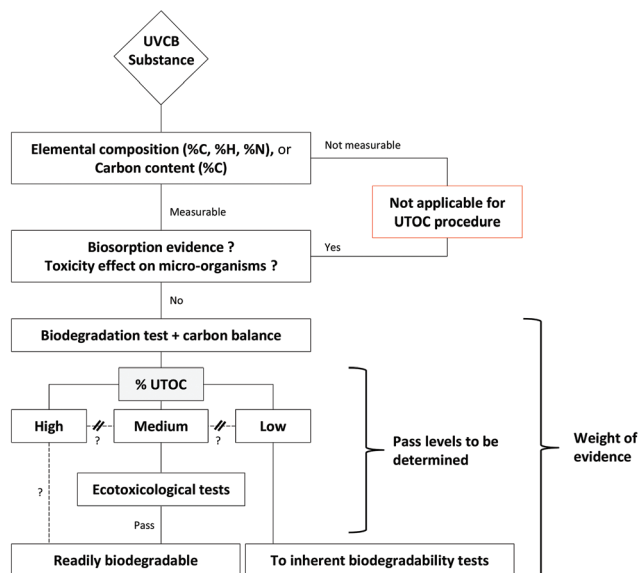 UVCB
Substance
Elemental composition (%C, %H, %N), or
Carbon content (%C)
Not measurable
Not applicable for
UTOC procedure
Measurable
Biosorption evidence ?
Toxicity effect on micro-organisms ?
Yes
No
Biodegradation test + carbon balance
% UTOC
High
Medium
Low
?
?
Pass levels to be
determined
Weight of
evidence
Ecotoxicological tests
?
Pass
Readily biodegradable
To inherent biodegradability tests